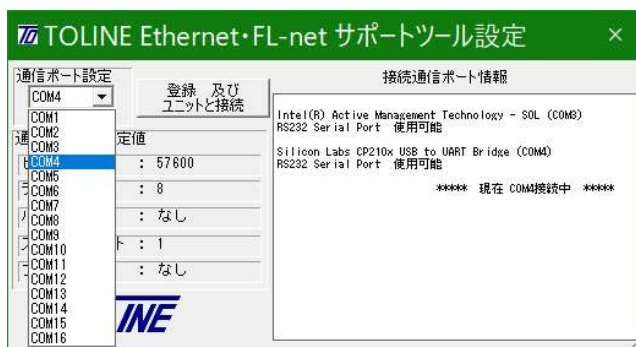 TOLINE Ethernet・FL-net サポートツール設定
通信ポート設定
COM4
登録 及び
ユニットと接続
COM1
COM2
COM3
COM4
COM5
COM6
COM7
COM8
COM9
COM10
COM11
COM12
COM13
COM14
COM15
COM16
定値
: 57600
: 8
: なし
: 1
: なし
INE
接続通信ポート情報
Intel(R) Active Management Technology - SOL (COM3)
RS232 Serial Port 使用可能
Silicon Labs CP210x USB to UART Bridge (COM4)
RS232 Serial Port 使用可能
***** 現在 COM4接続中 *****